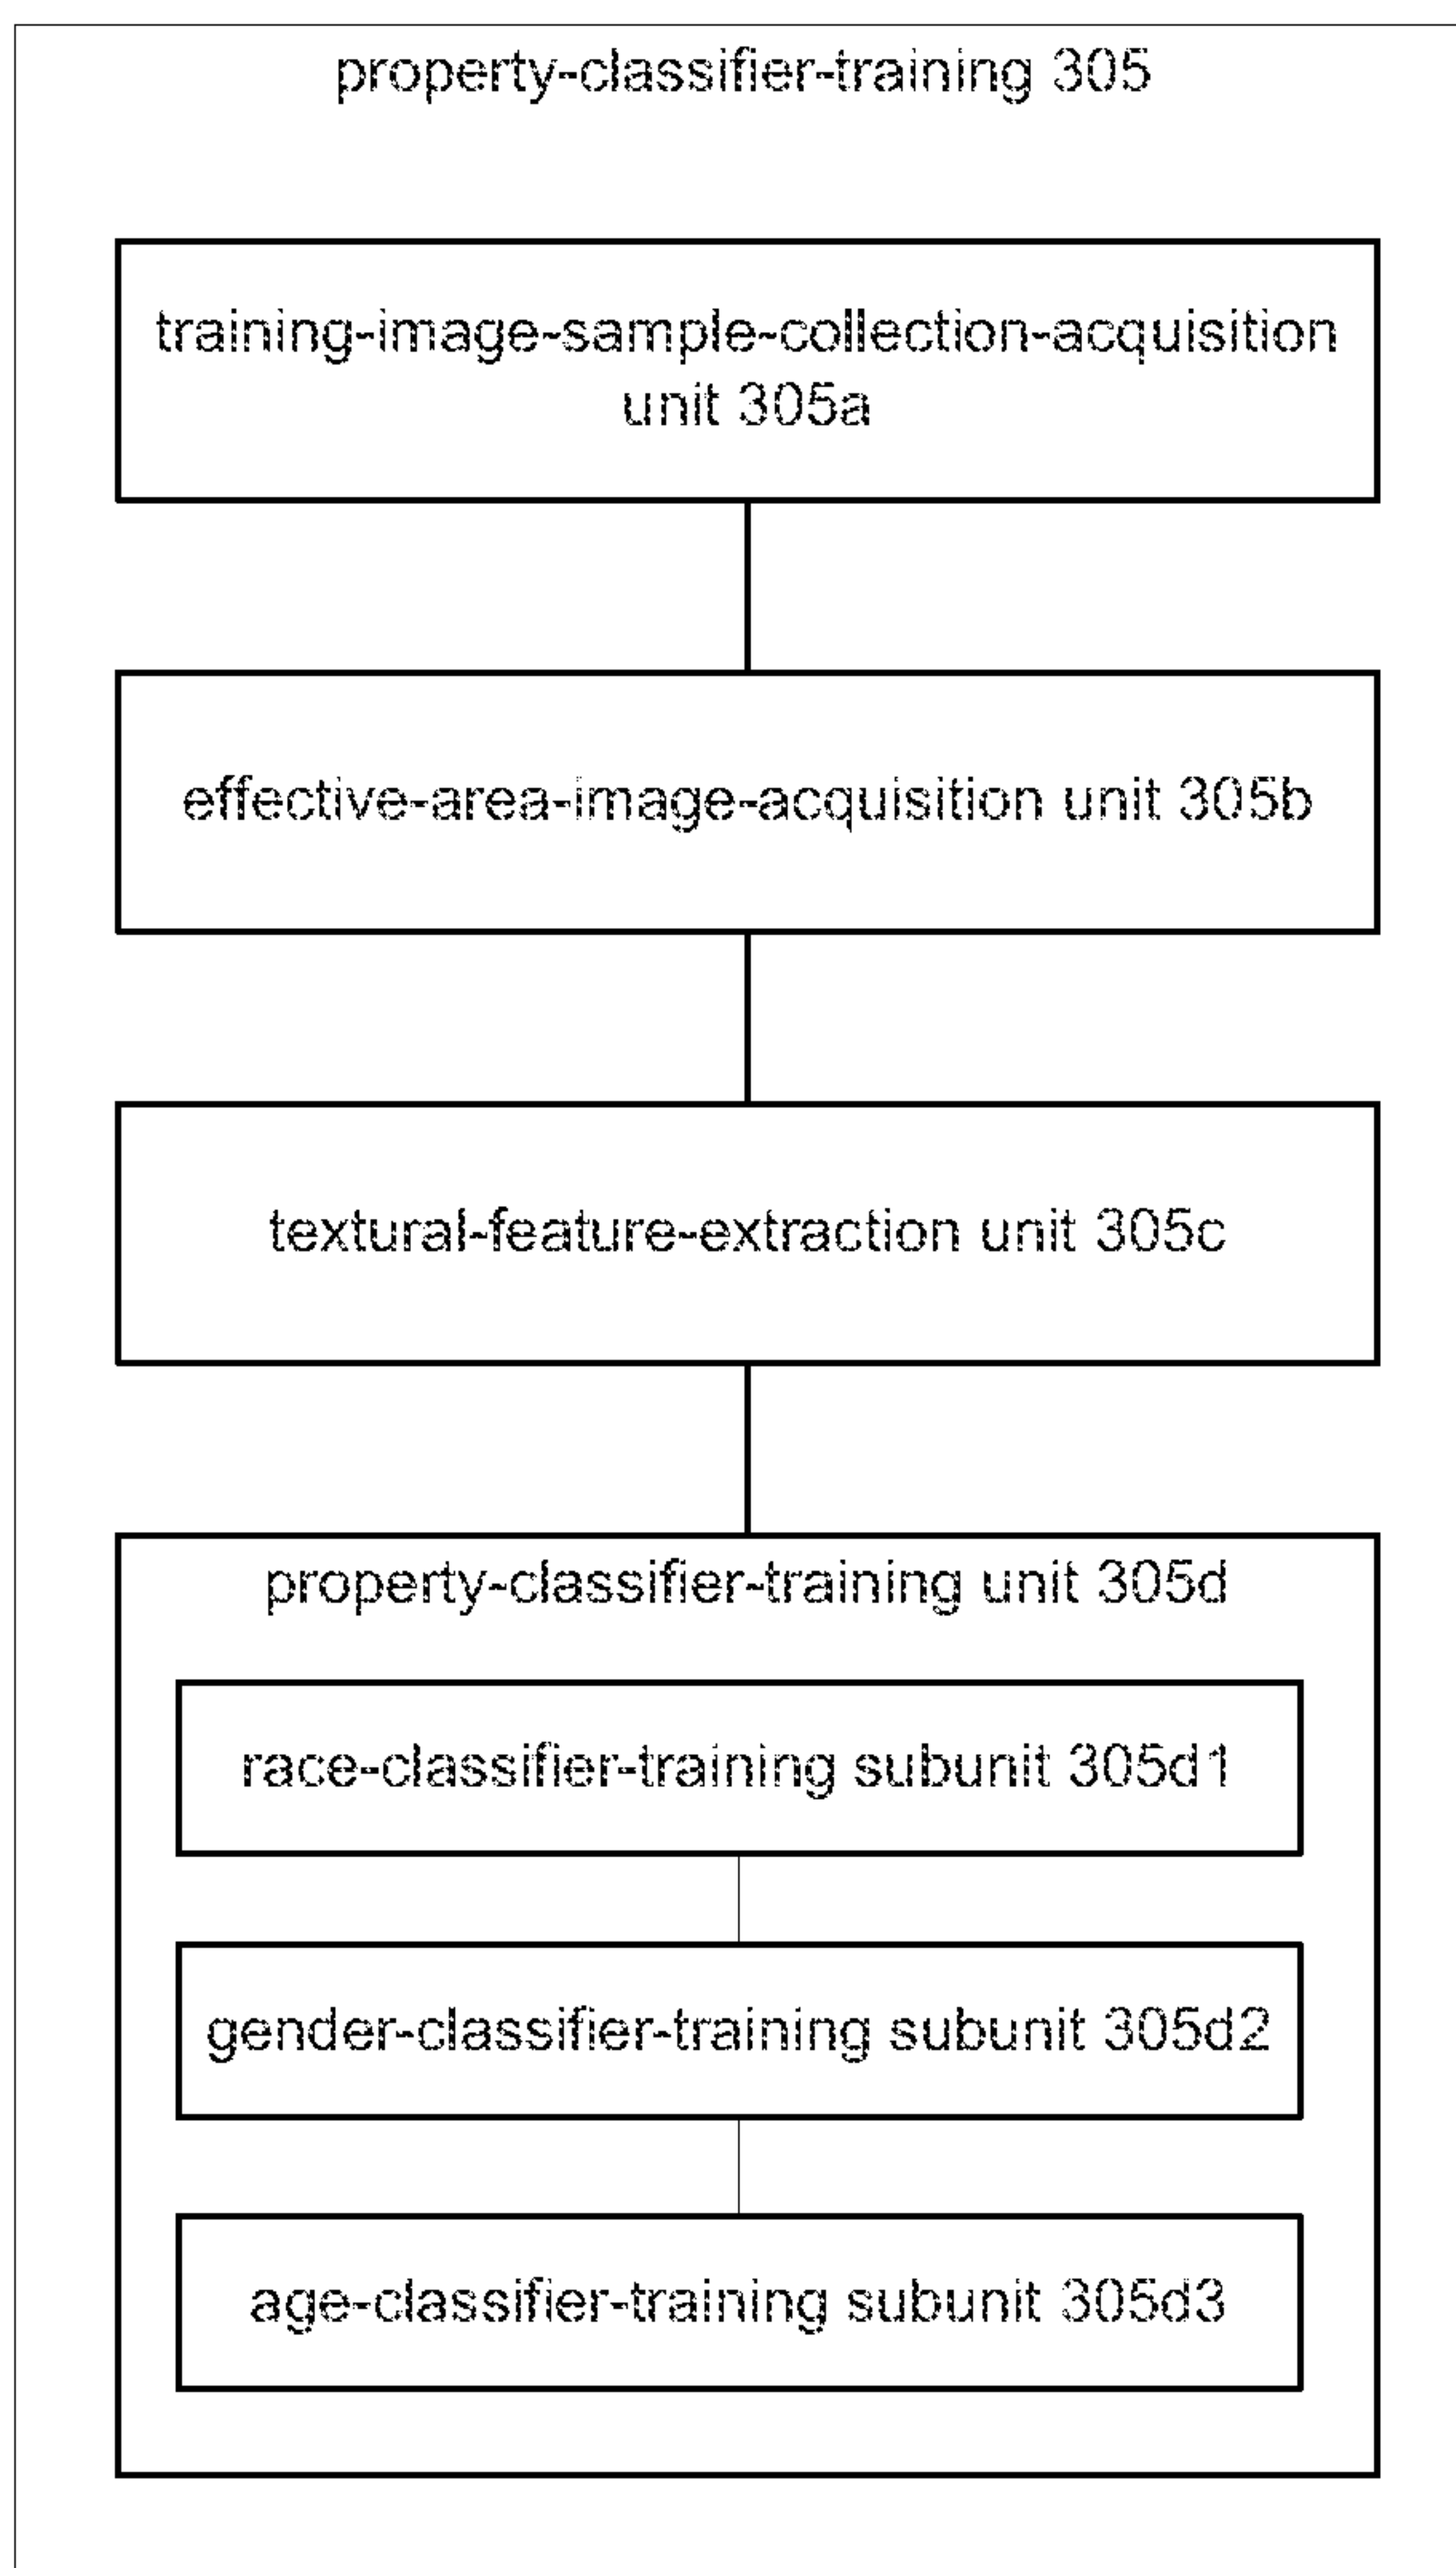 property-classifier-training 305
training-image-sample-collection-acquisition
unit 305a
effective-area-image-acquisition unit 305b
textural-feature-extraction unit 305c
property-classifier-training unit 305d
race-classifier-training subunit 305d1
gender-classifier-training subunit 305d2
age-classifier-training subunit 305d3